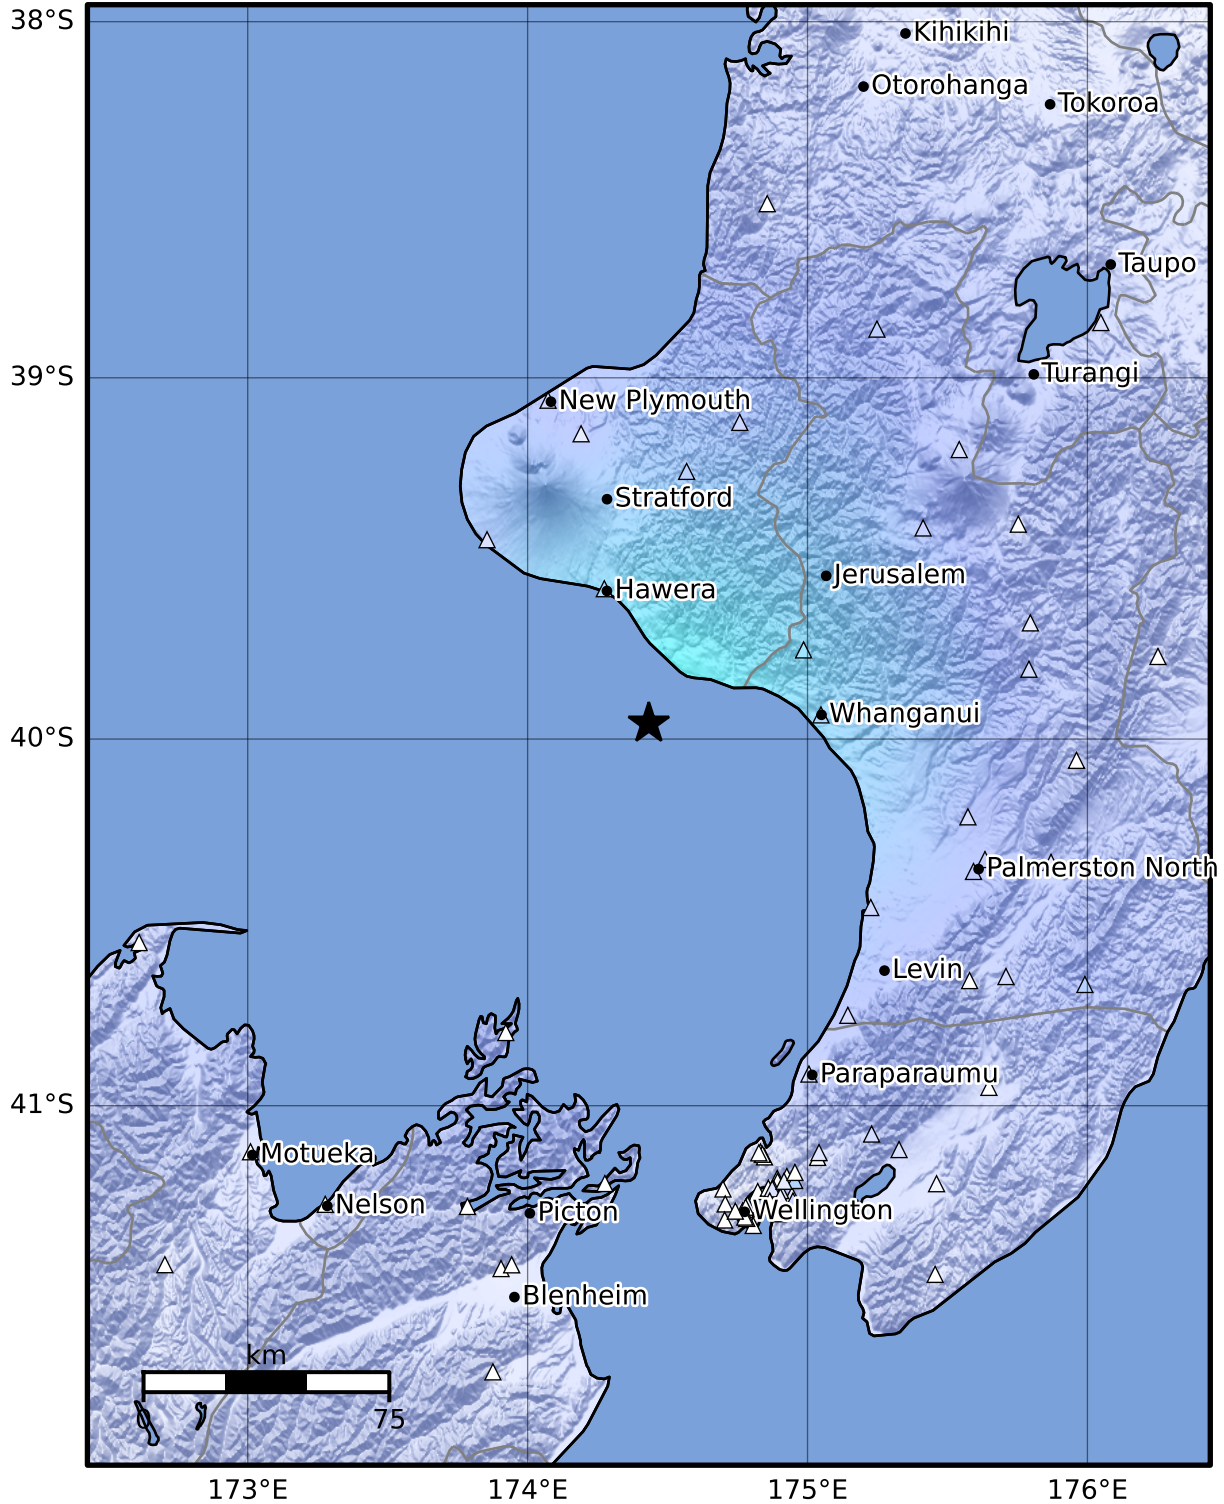 38°S
Kihikihi
Otorohanga
Tokoroa
Taupo
Turangi
39°S
New Plymouth
Stratford
Jerusalem
Hawera
Whanganui
40°S
Palmerston North
Levin
Paraparaumu
41°S
Motueka
Nelson
Picton
Wellington
Blenheim
km
0
75
173°E
174°E
175°E
176°E